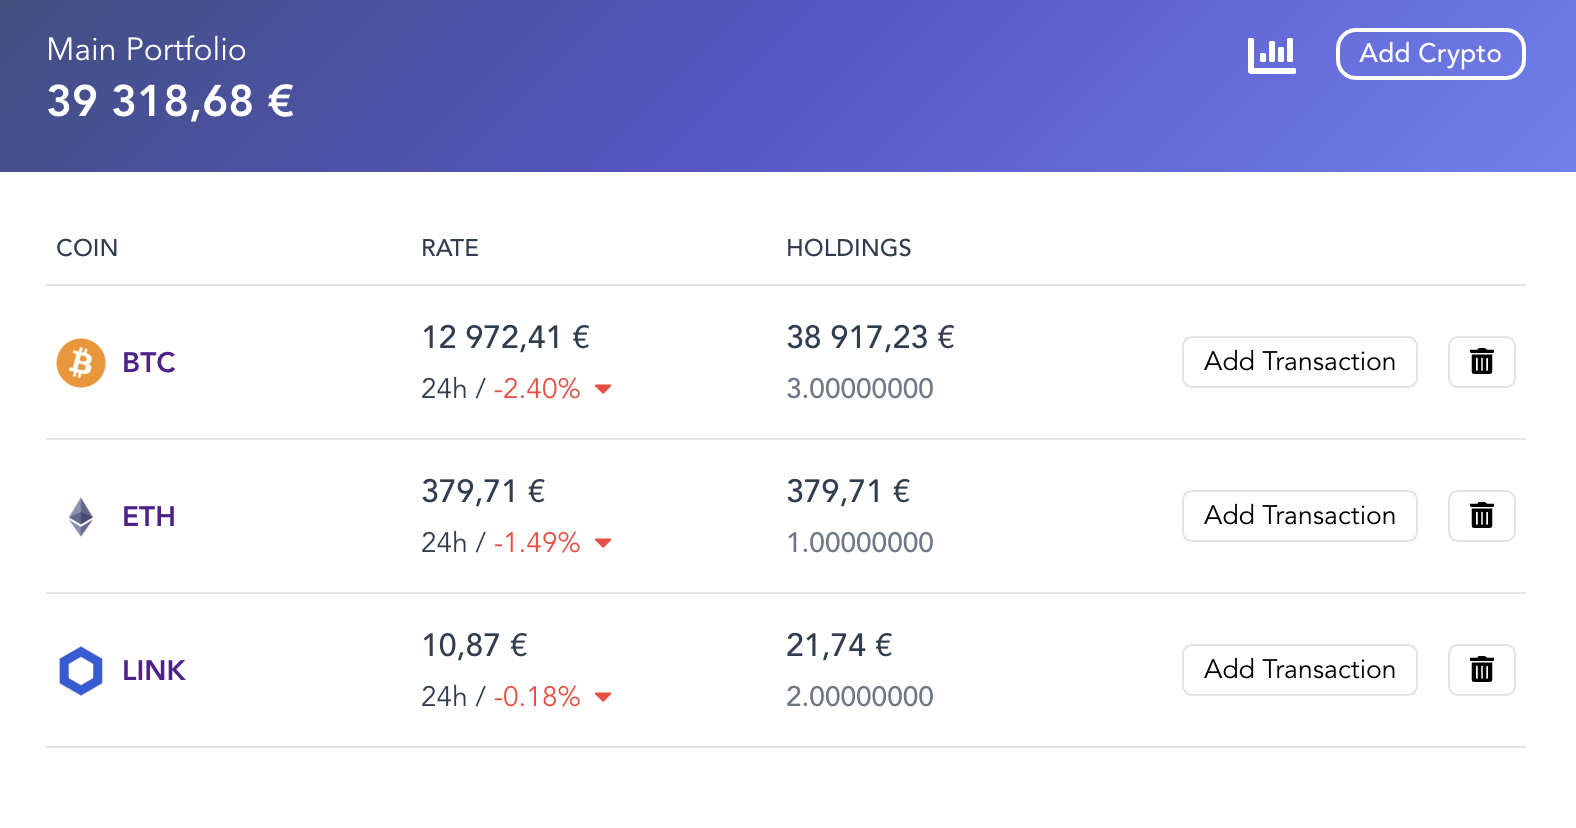 Main Portfolio
39 318,68 €
Add Crypto
COIN RATE HOLDINGS
BTC
12 972,41 €
24h / -2.40%
38 917,23 €
3.00000000
Add Transaction
ETH
379,71 €
24h / -1.49%
379,71 €
1.00000000
Add Transaction
LINK
10,87 €
24h / -0.18%
21,74 €
2.00000000
Add Transaction